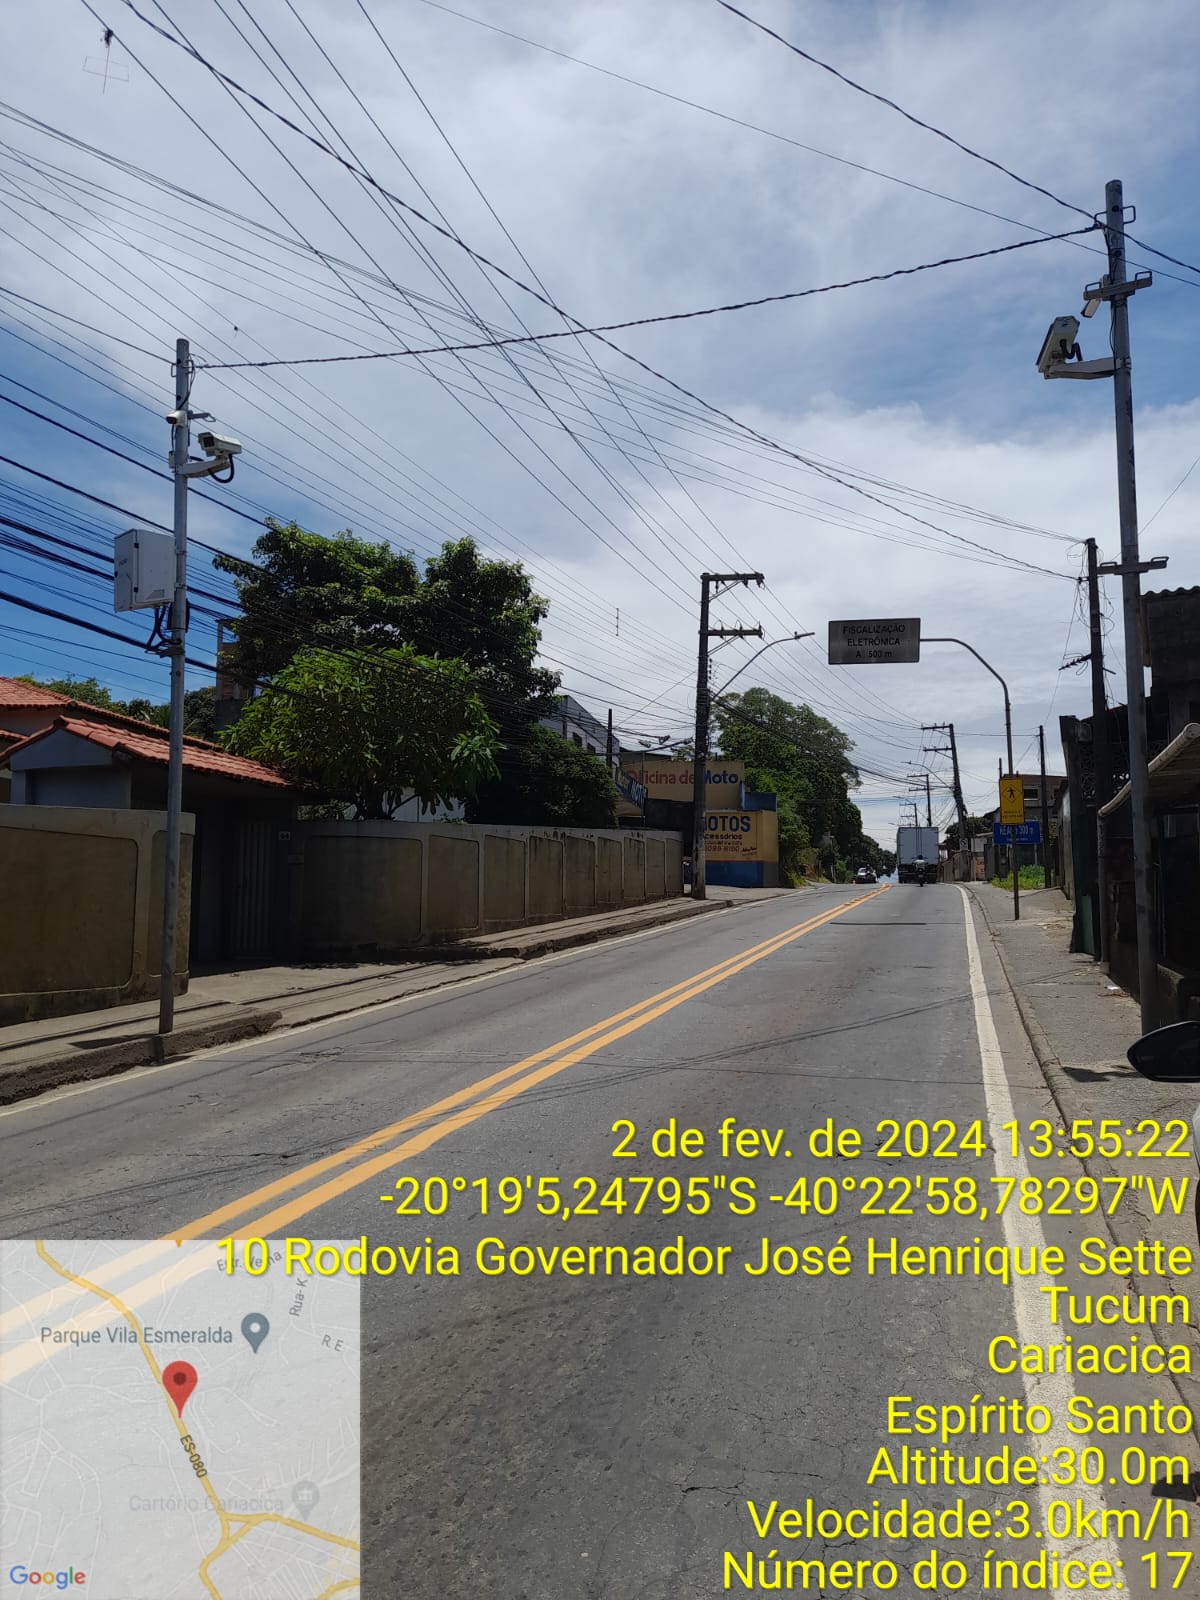 FISCALIZAÇÃO
ELETRÔNICA
A 500 m
Oficina de Moto
MOTOS
2 de fev. de 2024 13:55:22
-20°19'5,24795"S -40°22'58,78297"W
10 Rodovia Governador José Henrique Sette
Tucum
Cariacica
Espírito Santo
Altitude:30.0m
Velocidade:3.0km/h
Número do índice: 17
Rua- K
R.E
Parque Vila Esmeralda
ES-080
Cartório Cariacica
Google